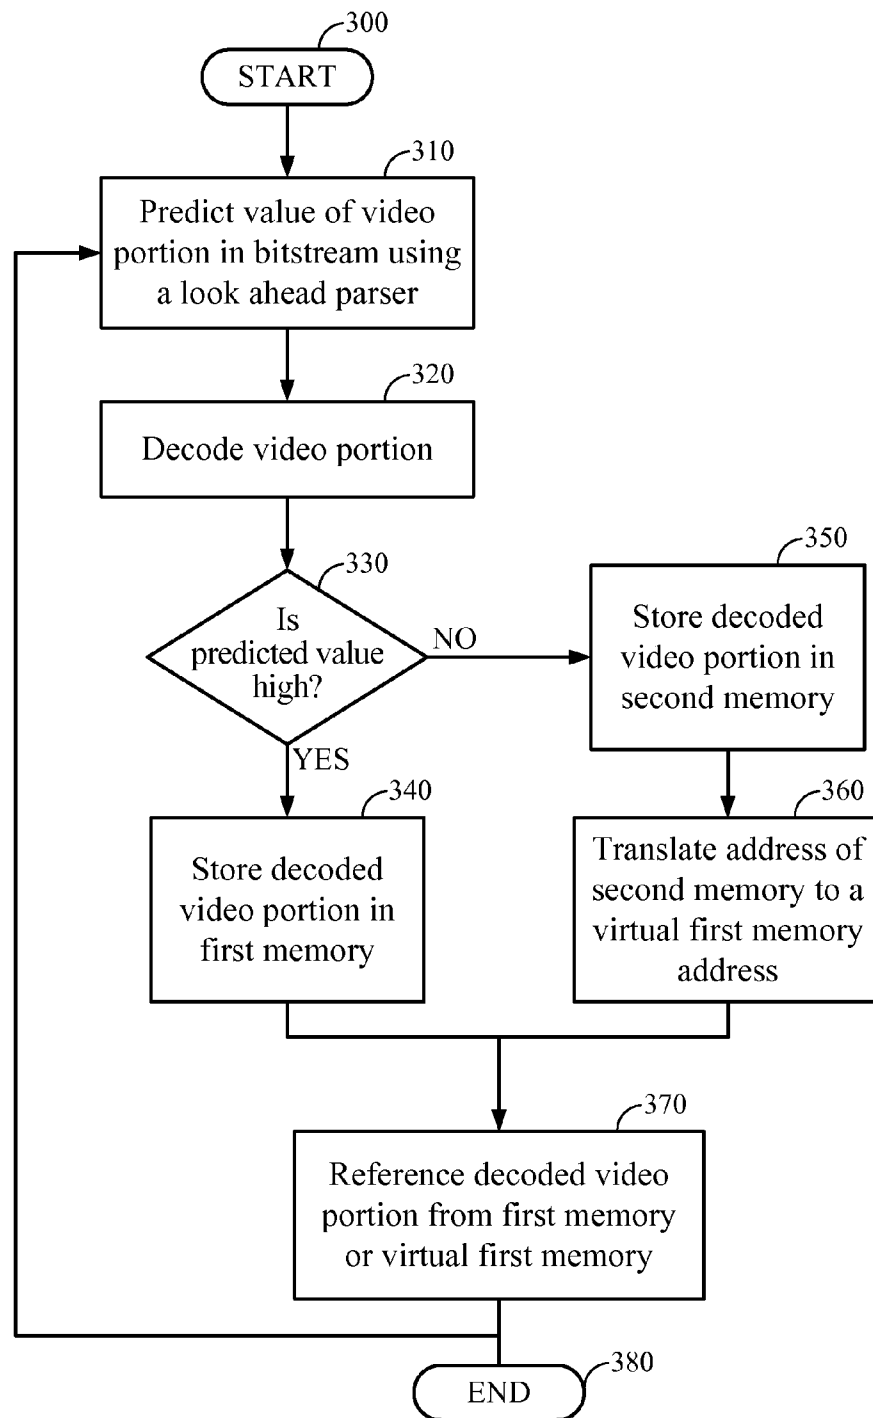 300
START
310
Predict value of video
portion in bitstream using
a look ahead parser
320
Decode video portion
330
Is
predicted value
high?
NO
YES
350
Store decoded
video portion in
second memory
340
Store decoded
video portion in
first memory
360
Translate address of
second memory to a
virtual first memory
address
370
Reference decoded video
portion from first memory
or virtual first memory
380
END